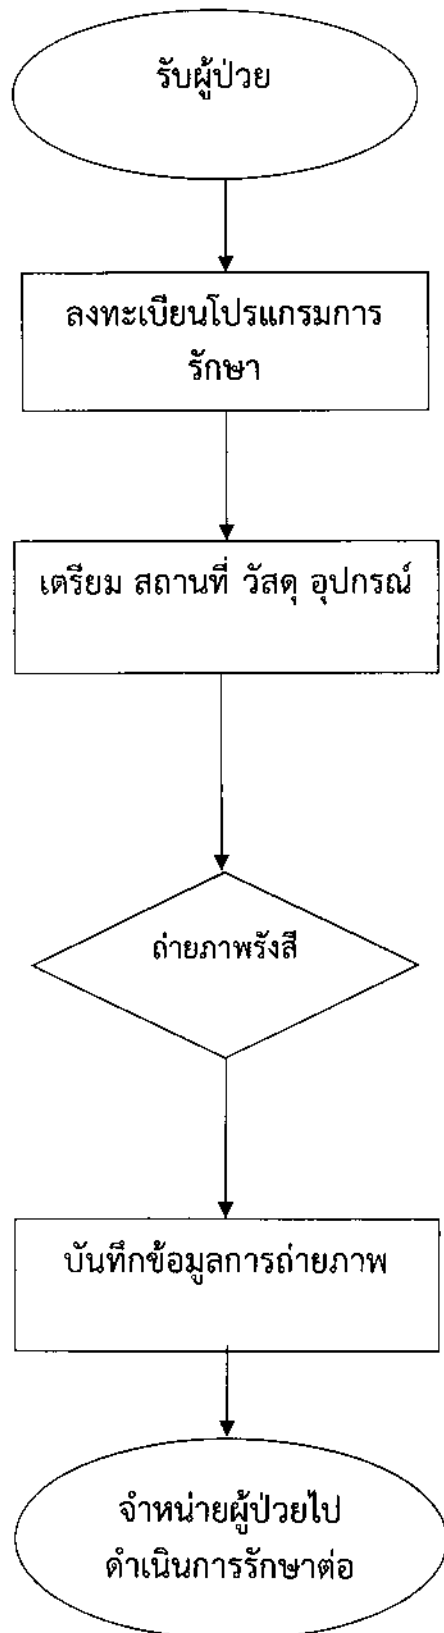 รับผู้ป่วย
ลงทะเบียนโปรแกรมการ
รักษา
เตรียม สถานที่ วัสดุ อุปกรณ์
ถ่ายภาพรังสี
บันทึกข้อมูลการถ่ายภาพ
จำหน่ายผู้ป่วยไป
ดำเนินการรักษาต่อ